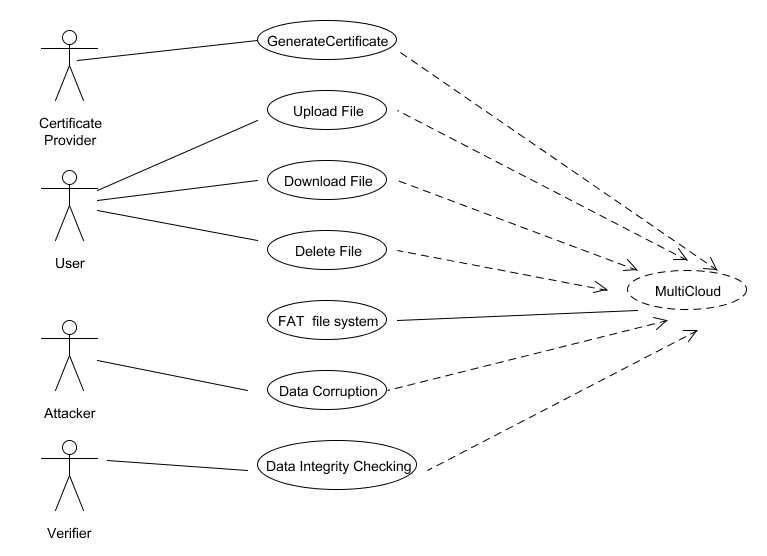 GenerateCertificate
Certificate
Provider
Upload File
Download File
User
Delete File
MultiCloud
FAT file system
Data Corruption
Attacker
Data Integrity Checking
Verifier